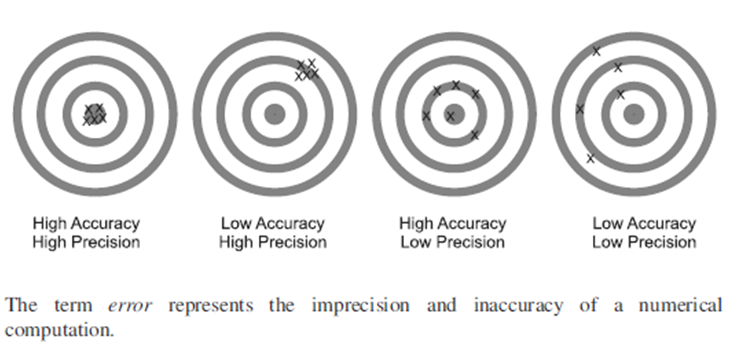 High Accuracy
High Precision
Low Accuracy
High Precision
High Accuracy
Low Precision
Low Accuracy
Low Precision
The term error represents the imprecision and inaccuracy of a numerical
computation.